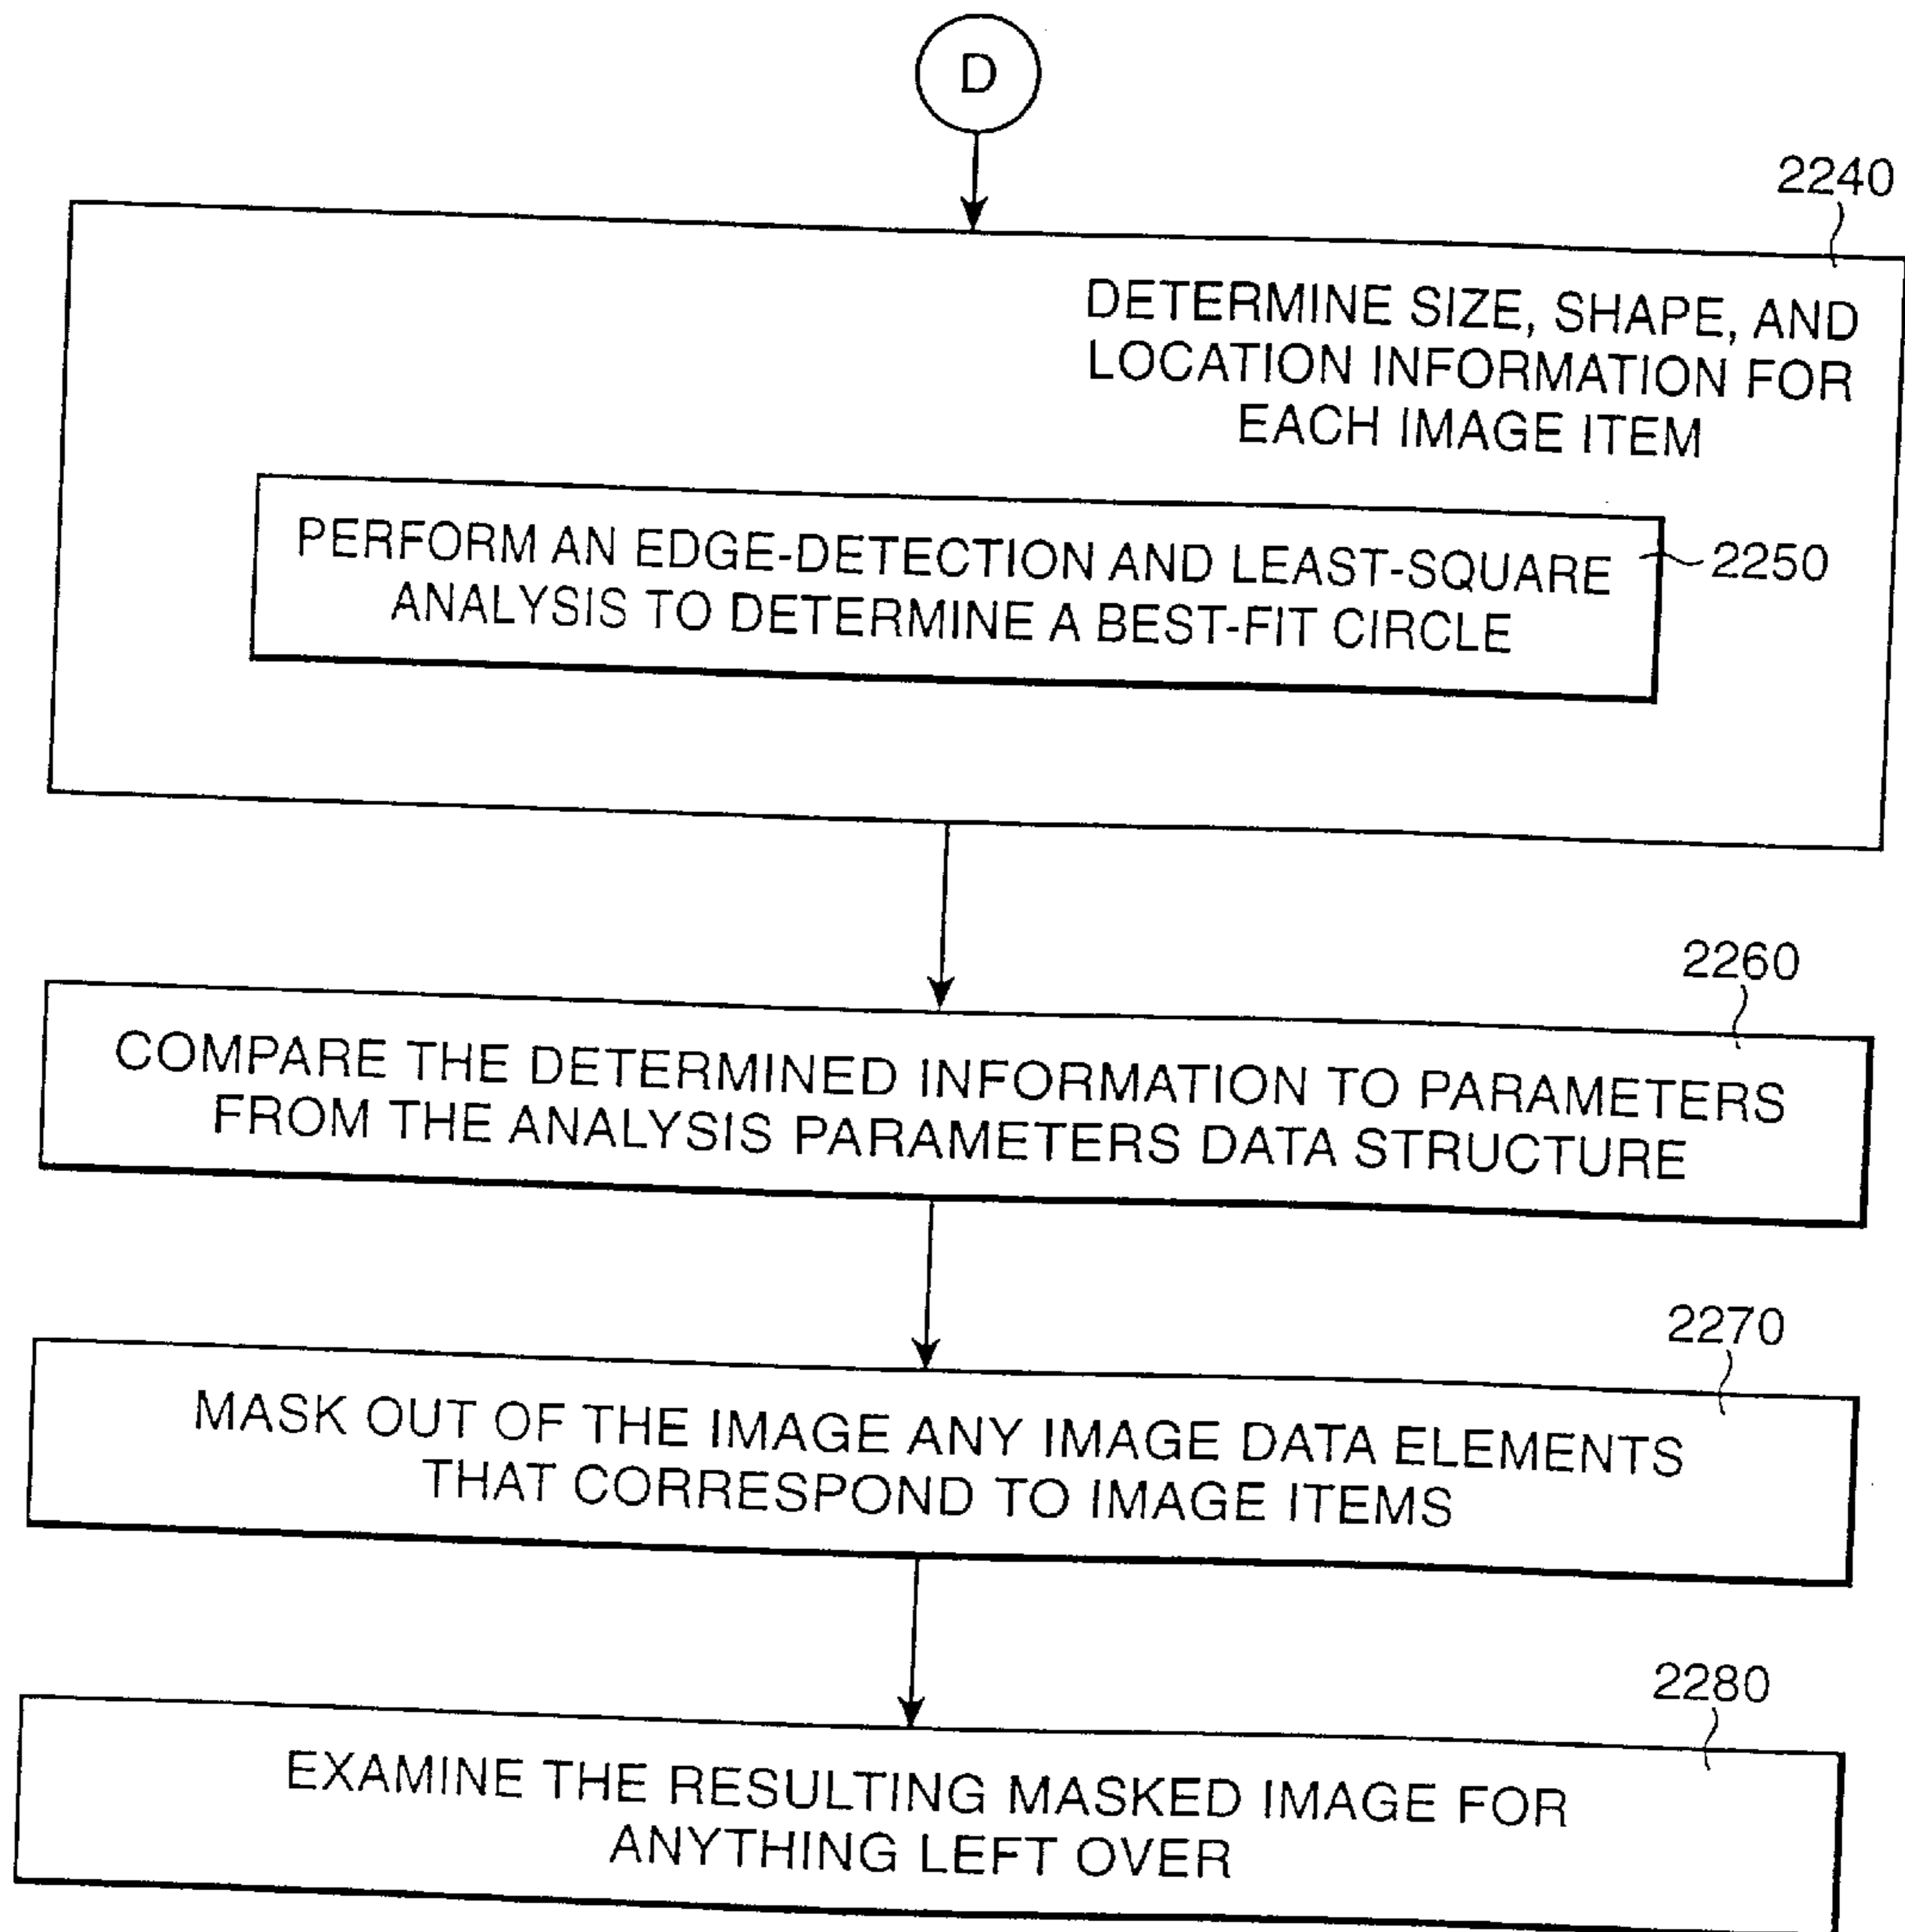 D
2240
DETERMINE SIZE, SHAPE, AND
LOCATION INFORMATION FOR
EACH IMAGE ITEM
PERFORM AN EDGE-DETECTION AND LEAST-SQUARE
2250
ANALYSIS TO DETERMINE A BEST-FIT CIRCLE
2260
COMPARE THE DETERMINED INFORMATION TO PARAMETERS
FROM THE ANALYSIS PARAMETERS DATA STRUCTURE
2270
MASK OUT OF THE IMAGE ANY IMAGE DATA ELEMENTS
THAT CORRESPOND TO IMAGE ITEMS
2280
EXAMINE THE RESULTING MASKED IMAGE FOR
ANYTHING LEFT OVER